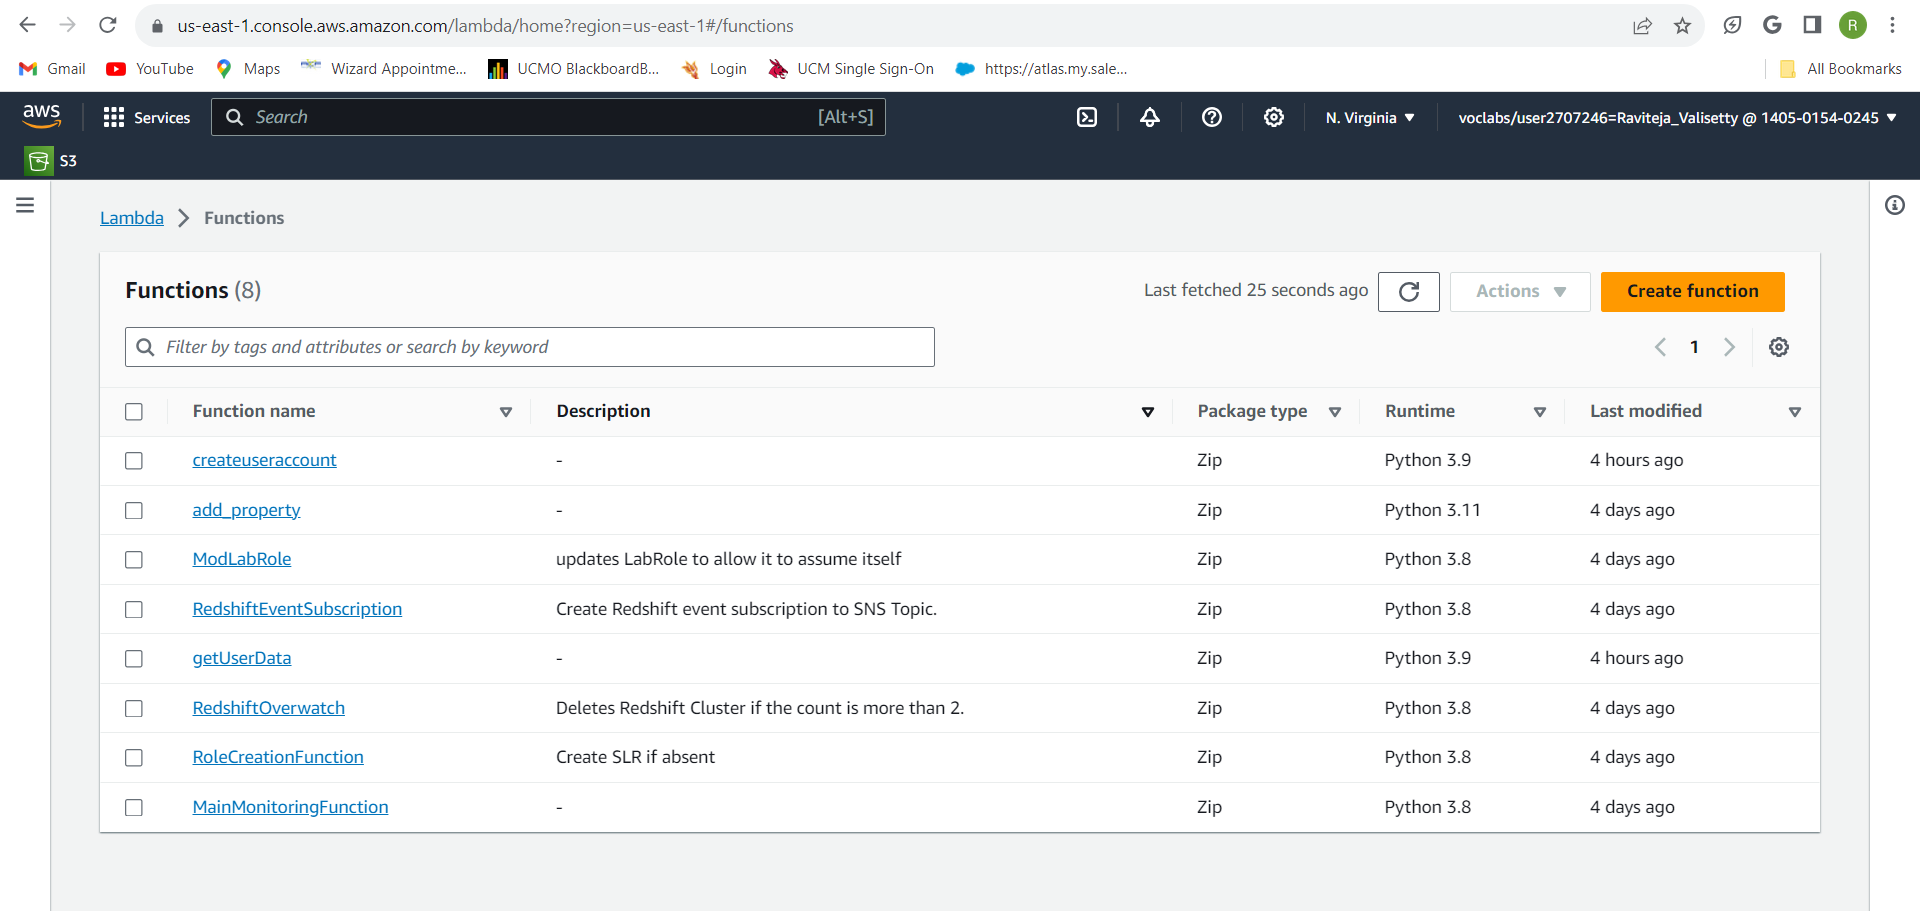 us-east-1.console.aws.amazon.com/lambda/home?region=us-east-1#/functions
R
Gmail YouTube Maps Wizard Appointme... UCMO BlackboardB... Login UCM Single Sign-On https://atlas.my.sale... All Bookmarks
aws Services Search [Alt+S] N. Virginia voclabs/user2707246=Raviteja_Valisetty @ 1405-0154-0245
S3
Lambda Functions
Functions (8) Last fetched 25 seconds ago Actions Create function
Filter by tags and attributes or search by keyword 1
Function name Description Package type Runtime Last modified
createuseraccount - Zip Python 3.9 4 hours ago
add_property - Zip Python 3.11 4 days ago
ModLabRole updates LabRole to allow it to assume itself Zip Python 3.8 4 days ago
RedshiftEventSubscription Create Redshift event subscription to SNS Topic. Zip Python 3.8 4 days ago
getUserData - Zip Python 3.9 4 hours ago
RedshiftOverwatch Deletes Redshift Cluster if the count is more than 2. Zip Python 3.8 4 days ago
RoleCreationFunction Create SLR if absent Zip Python 3.8 4 days ago
MainMonitoringFunction - Zip Python 3.8 4 days ago